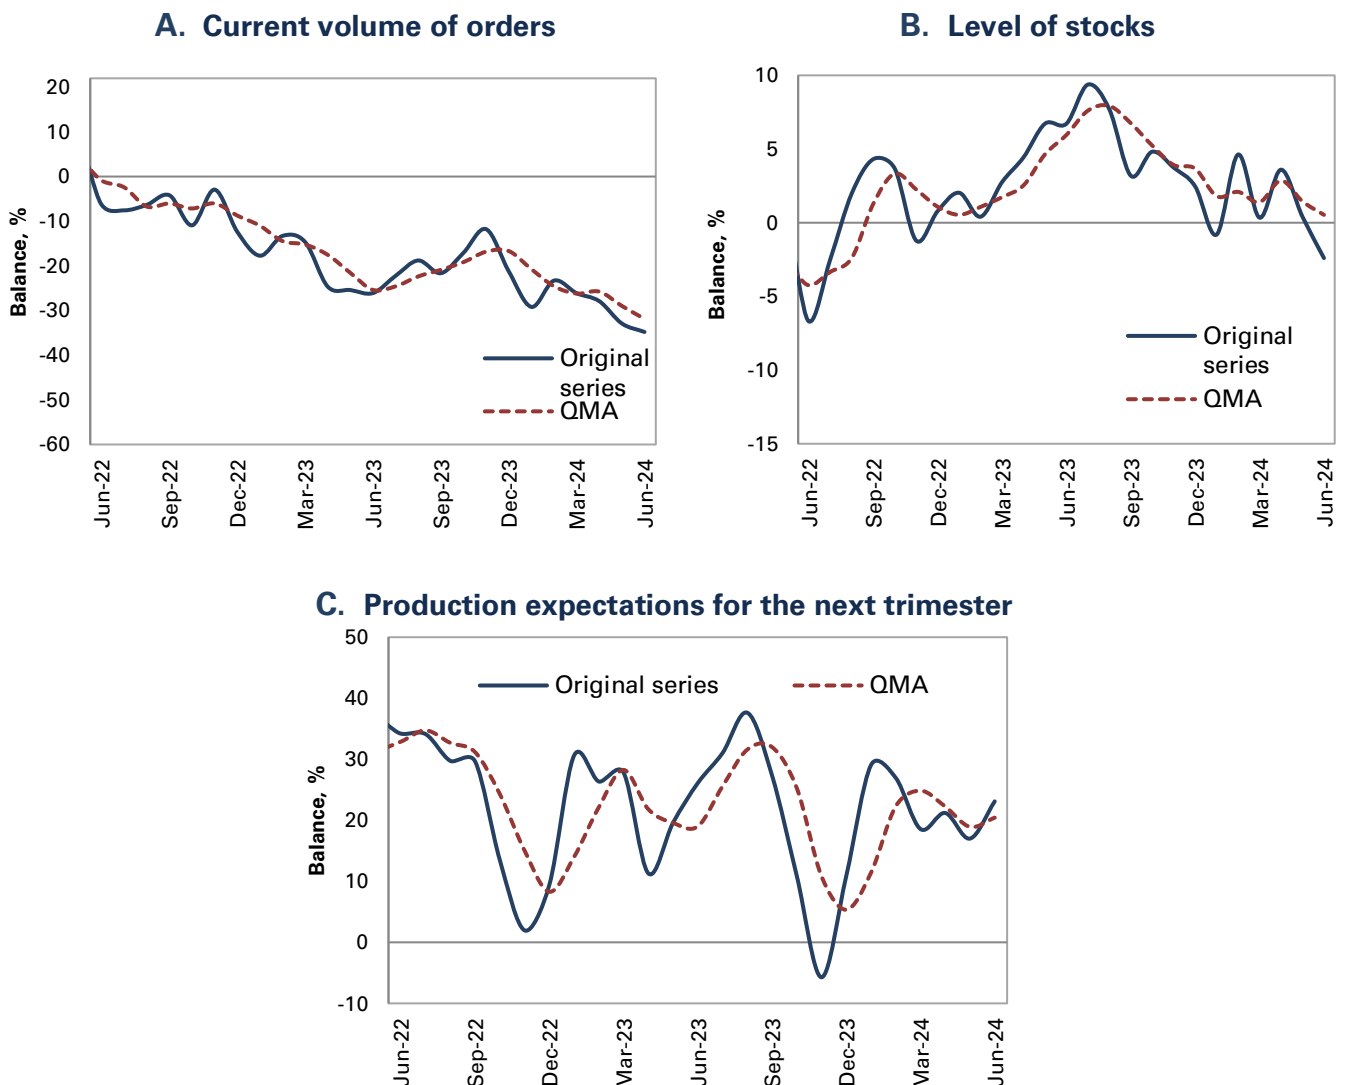 A. Current volume of orders
20
10
0
-10
-20
-30
-40
-50
-60
Balance, %
Original
series
QMA
Jun-22
Sep-22
Dec-22
Mar-23
Jun-23
Sep-23
Dec-23
Mar-24
Jun-24
B. Level of stocks
10
5
0
-5
-10
-15
Balance, %
Original
series
QMA
Jun-22
Sep-22
Dec-22
Mar-23
Jun-23
Sep-23
Dec-23
Mar-24
Jun-24
C. Production expectations for the next trimester
50
40
30
20
10
0
-10
Balance, %
Original series
QMA
Jun-22
Sep-22
Dec-22
Mar-23
Jun-23
Sep-23
Dec-23
Mar-24
Jun-24